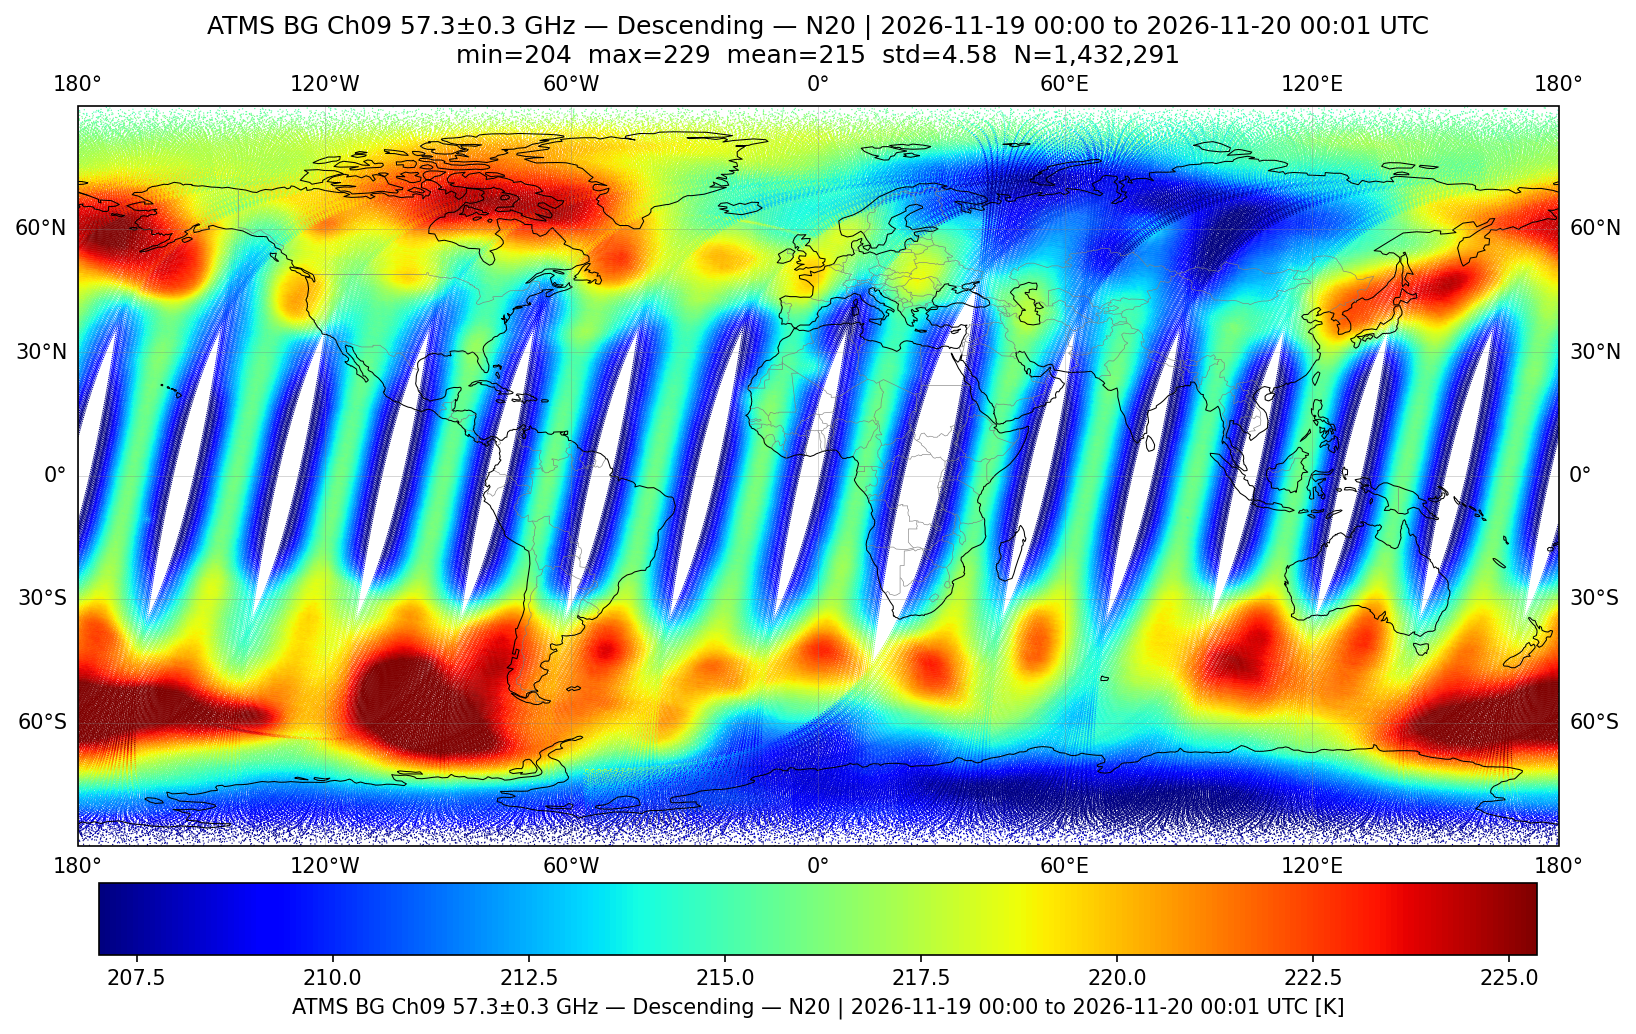 ATMS BG Ch09 57.3±0.3 GHz — Descending — N20 | 2026-11-19 00:00 to 2026-11-20 00:01 UTC
min=204 max=229 mean=215 std=4.58 N=1,432,291
180° 120°W 60°W 0° 60°E 120°E 180°
60°N 60°N
30°N 30°N
0° 0°
30°S 30°S
60°S 60°S
180° 120°W 60°W 0° 60°E 120°E 180°
207.5 210.0 212.5 215.0 217.5 220.0 222.5 225.0
ATMS BG Ch09 57.3±0.3 GHz — Descending — N20 | 2026-11-19 00:00 to 2026-11-20 00:01 UTC [K]